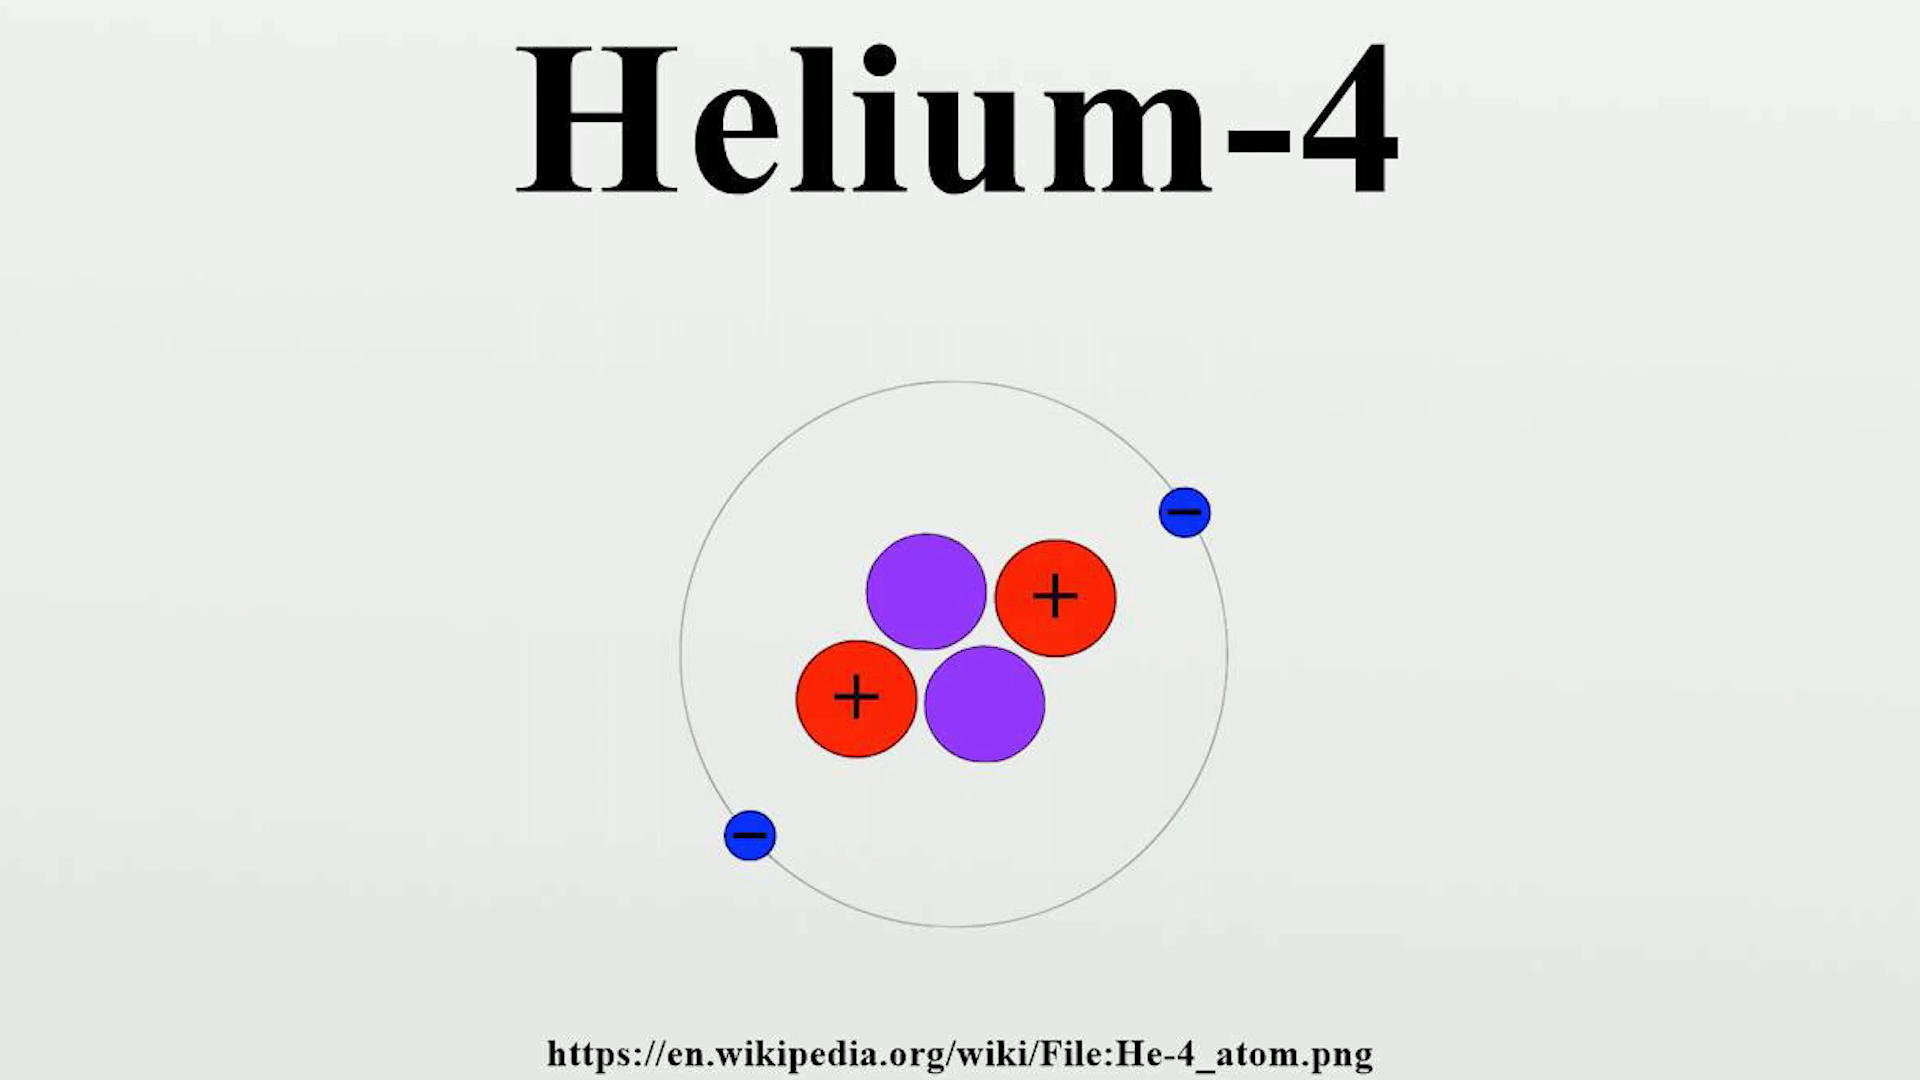 Helium-4
−
+
+
−
https://en.wikipedia.org/wiki/File:He-4_atom.png